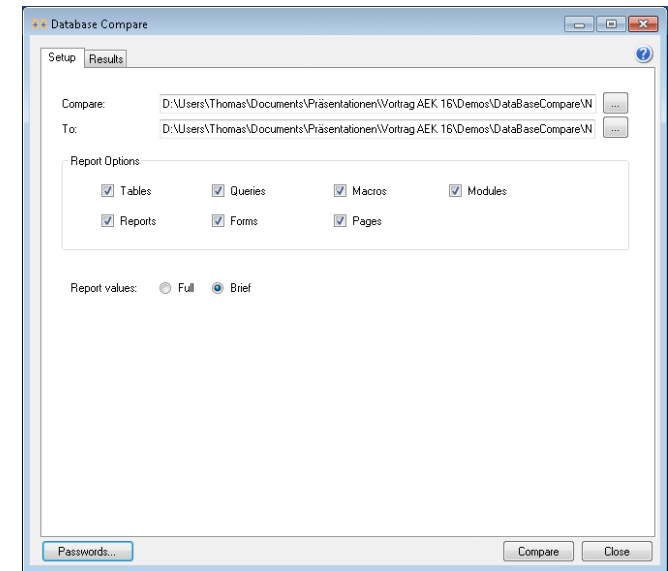 Database Compare
Setup Results
Compare: D:\Users\Thomas\Documents\Präsentationen\Vortrag AEK 16\Demos\DataBaseCompare\N ...
To: D:\Users\Thomas\Documents\Präsentationen\Vortrag AEK 16\Demos\DataBaseCompare\N ...
Report Options
Tables Queries Macros Modules
Reports Forms Pages
Report values: Full Brief
Passwords... Compare Close